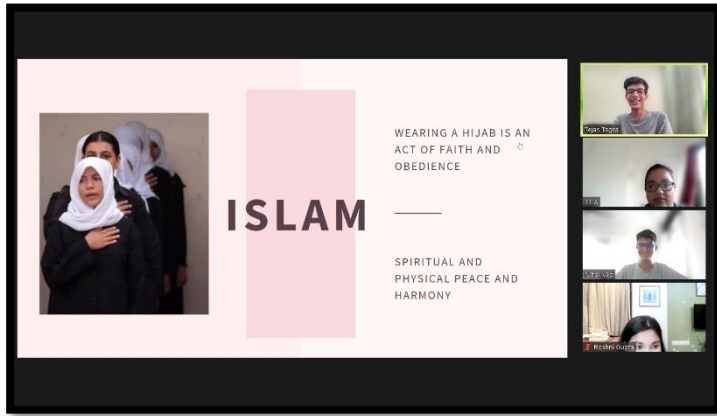 WEARING A HIJAB IS AN
ACT OF FAITH AND
OBEDIENCE
ISLAM
SPIRITUAL AND
PHYSICAL PEACE AND
HARMONY
Tejas Tagra
Roshni Gupta